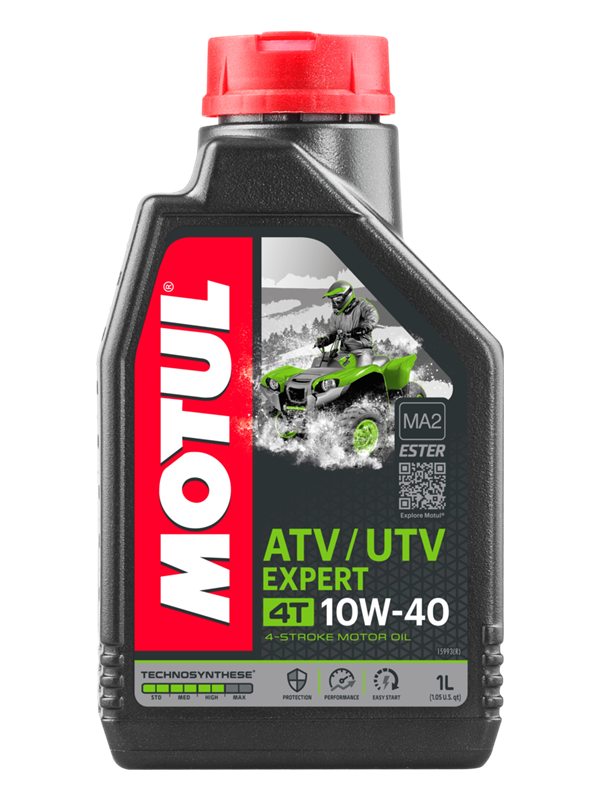 MOTUL®
MA2
ESTER
Explore Motul®
ATV / UTV
EXPERT
4T 10W-40
4-STROKE MOTOR OIL
15993(R)
TECHNOSYNTHESE®
STD MED HIGH MAX
PROTECTION PERFORMANCE EASY START
1L
(1.05 U.S. qt)